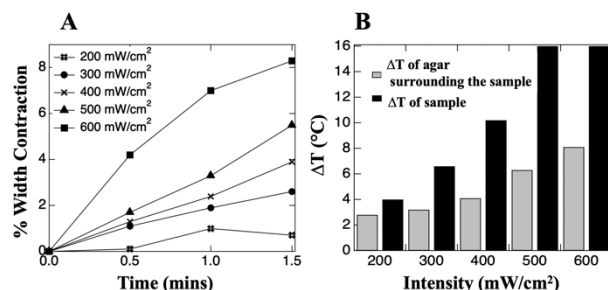 A
B
200 mW/cm²
300 mW/cm²
400 mW/cm²
500 mW/cm²
600 mW/cm²
% Width Contraction
8
6
4
2
0
0.0
0.5
1.0
1.5
Time (mins)
ΔT of agar
surrounding the sample
ΔT of sample
ΔT (°C)
16
14
12
10
8
6
4
2
0
200
300
400
500
600
Intensity (mW/cm²)